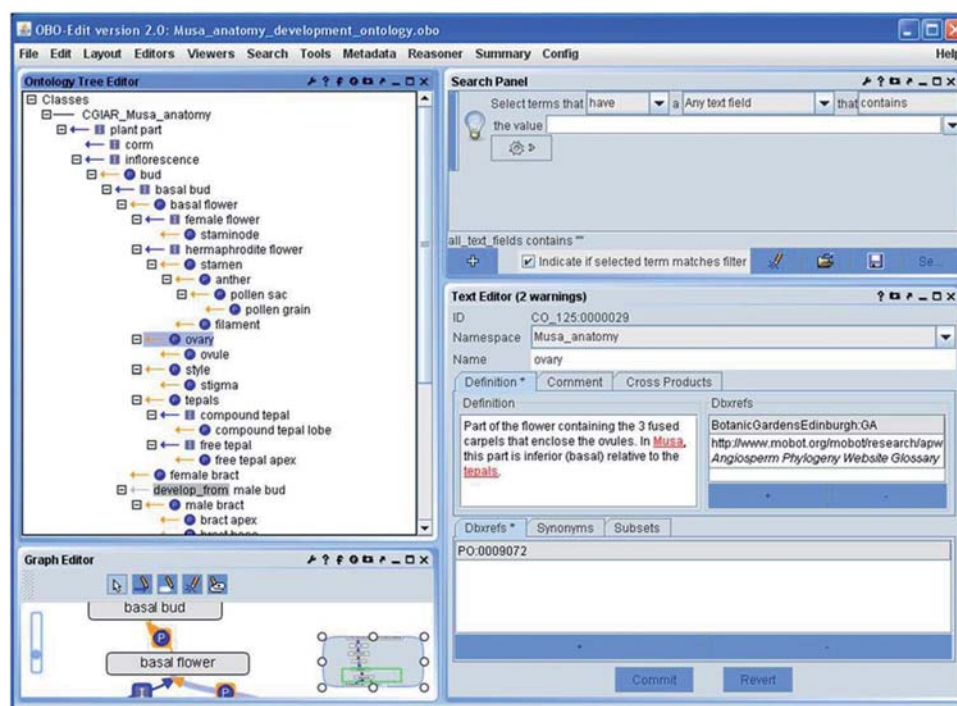 OBO-Edit version 2.0: Musa_anatomy_development_ontology.obo
File Edit Layout Editors Viewers Search Tools Metadata Reasoner Summary Config Help
Ontology Tree Editor
Classes
CGIAR_Musa_anatomy
plant part
corm
inflorescence
bud
basal bud
basal flower
female flower
staminode
hermaphrodite flower
stamen
anther
pollen sac
pollen grain
filament
ovary
ovule
style
stigma
tepals
compound tepal
compound tepal lobe
free tepal
free tepal apex
female bract
develop_from male bud
male bract
bract apex
Graph Editor
basal bud
P
basal flower
I P
Search Panel
Select terms that have a Any text field that contains
the value
all_text_fields contains ""
+ Indicate if selected term matches filter Se...
Text Editor (2 warnings)
ID CO_125:0000029
Namespace Musa_anatomy
Name ovary
Definition * Comment Cross Products
Definition
Part of the flower containing the 3 fused
carpels that enclose the ovules. In Musa,
this part is inferior (basal) relative to the
tepals.
Dbxrefs
BotanicGardensEdinburgh:GA
http://www.mobot.org/mobot/research/apw
Angiosperm Phylogeny Website Glossary
Dbxrefs * Synonyms Subsets
PO:0009072
Commit Revert